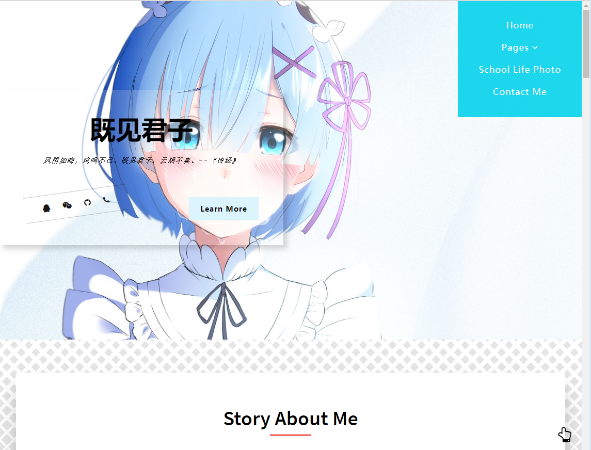 Home
Pages
School Life Photo
Contact Me
既见君子
风雨如晦，鸡鸣不已。既见君子，云胡不喜。--「诗经」
Learn More
Story About Me